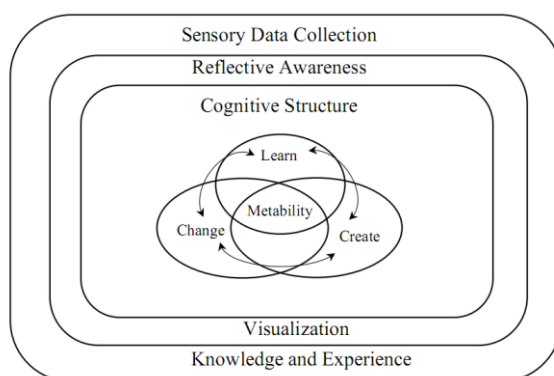 Sensory Data Collection
Reflective Awareness
Cognitive Structure
Learn
Metability
Change
Create
Visualization
Knowledge and Experience